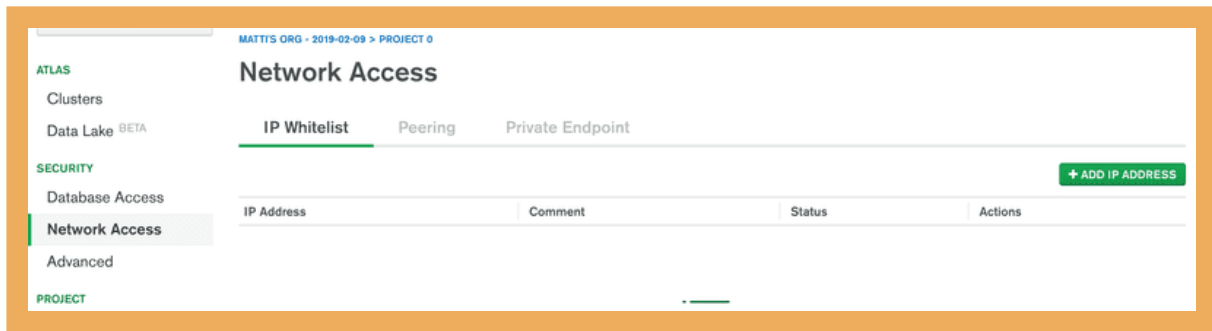 MATTI'S ORG - 2019-02-09 > PROJECT 0
Network Access
ATLAS
Clusters
Data Lake BETA
IP Whitelist Peering Private Endpoint
SECURITY
+ ADD IP ADDRESS
Database Access
IP Address Comment Status Actions
Network Access
Advanced
PROJECT